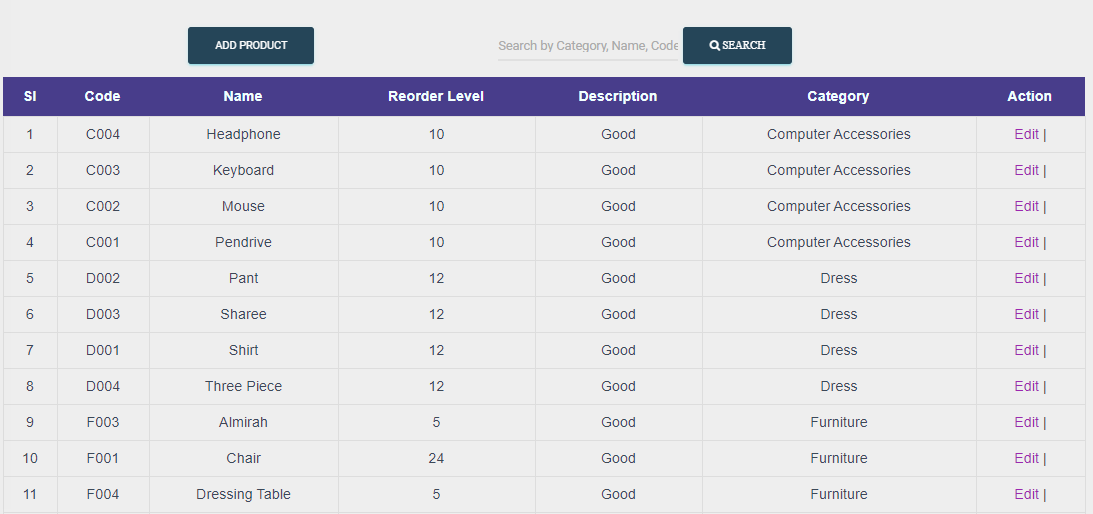 ADD PRODUCT
Search by Category, Name, Code
SEARCH
Sl Code Name Reorder Level Description Category Action
1 C004 Headphone 10 Good Computer Accessories Edit |
2 C003 Keyboard 10 Good Computer Accessories Edit |
3 C002 Mouse 10 Good Computer Accessories Edit |
4 C001 Pendrive 10 Good Computer Accessories Edit |
5 D002 Pant 12 Good Dress Edit |
6 D003 Sharee 12 Good Dress Edit |
7 D001 Shirt 12 Good Dress Edit |
8 D004 Three Piece 12 Good Dress Edit |
9 F003 Almirah 5 Good Furniture Edit |
10 F001 Chair 24 Good Furniture Edit |
11 F004 Dressing Table 5 Good Furniture Edit |